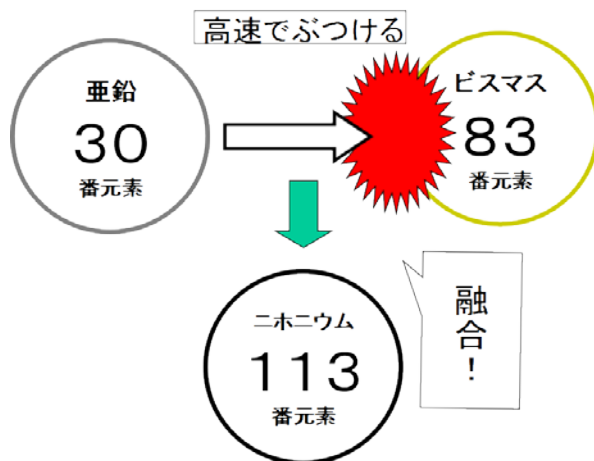 高速でぶつける
亜鉛
30
番元素
ビスマス
83
番元素
ニホニウム
113
番元素
融合！